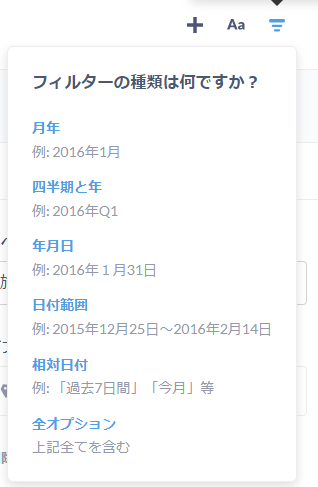 Aa
フィルターの種類は何ですか？
月年
例: 2016年1月
四半期と年
例: 2016年Q1
年月日
例: 2016年１月31日
日付範囲
例: 2015年12月25日～2016年2月14日
相対日付
例: 「過去7日間」「今月」等
全オプション
上記全てを含む